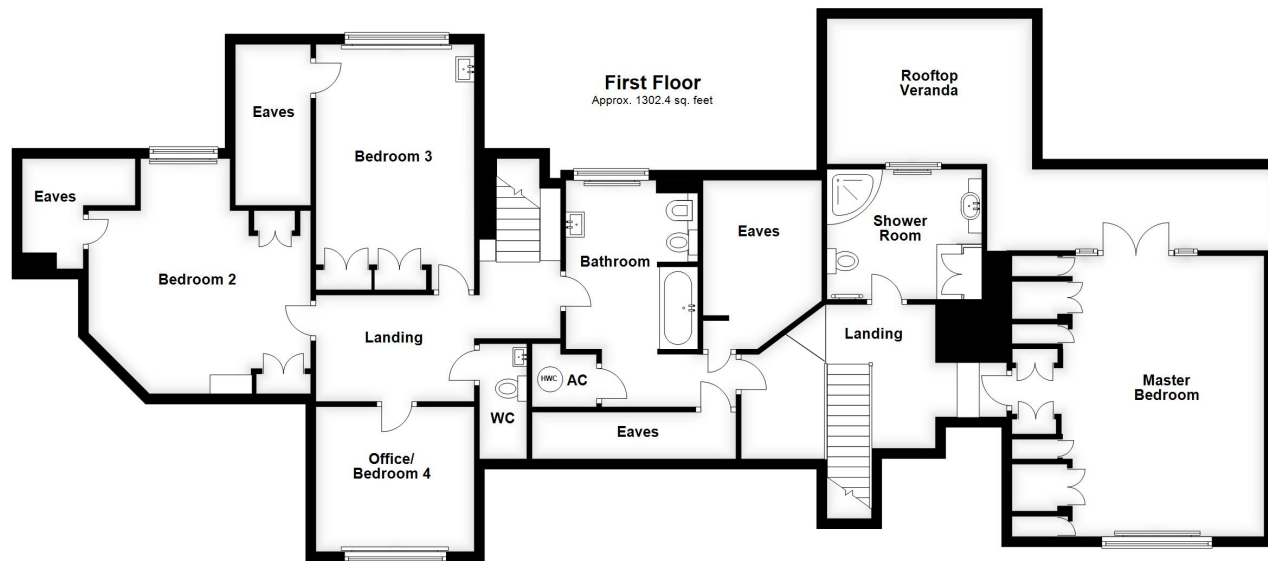 First Floor
Approx. 1302.4 sq. feet
Rooftop
Veranda
Eaves
Bedroom 3
Eaves
Shower
Room
Eaves
Bedroom 2
Bathroom
Landing
Landing
HWC
AC
Master
Bedroom
WC
Eaves
Office/
Bedroom 4